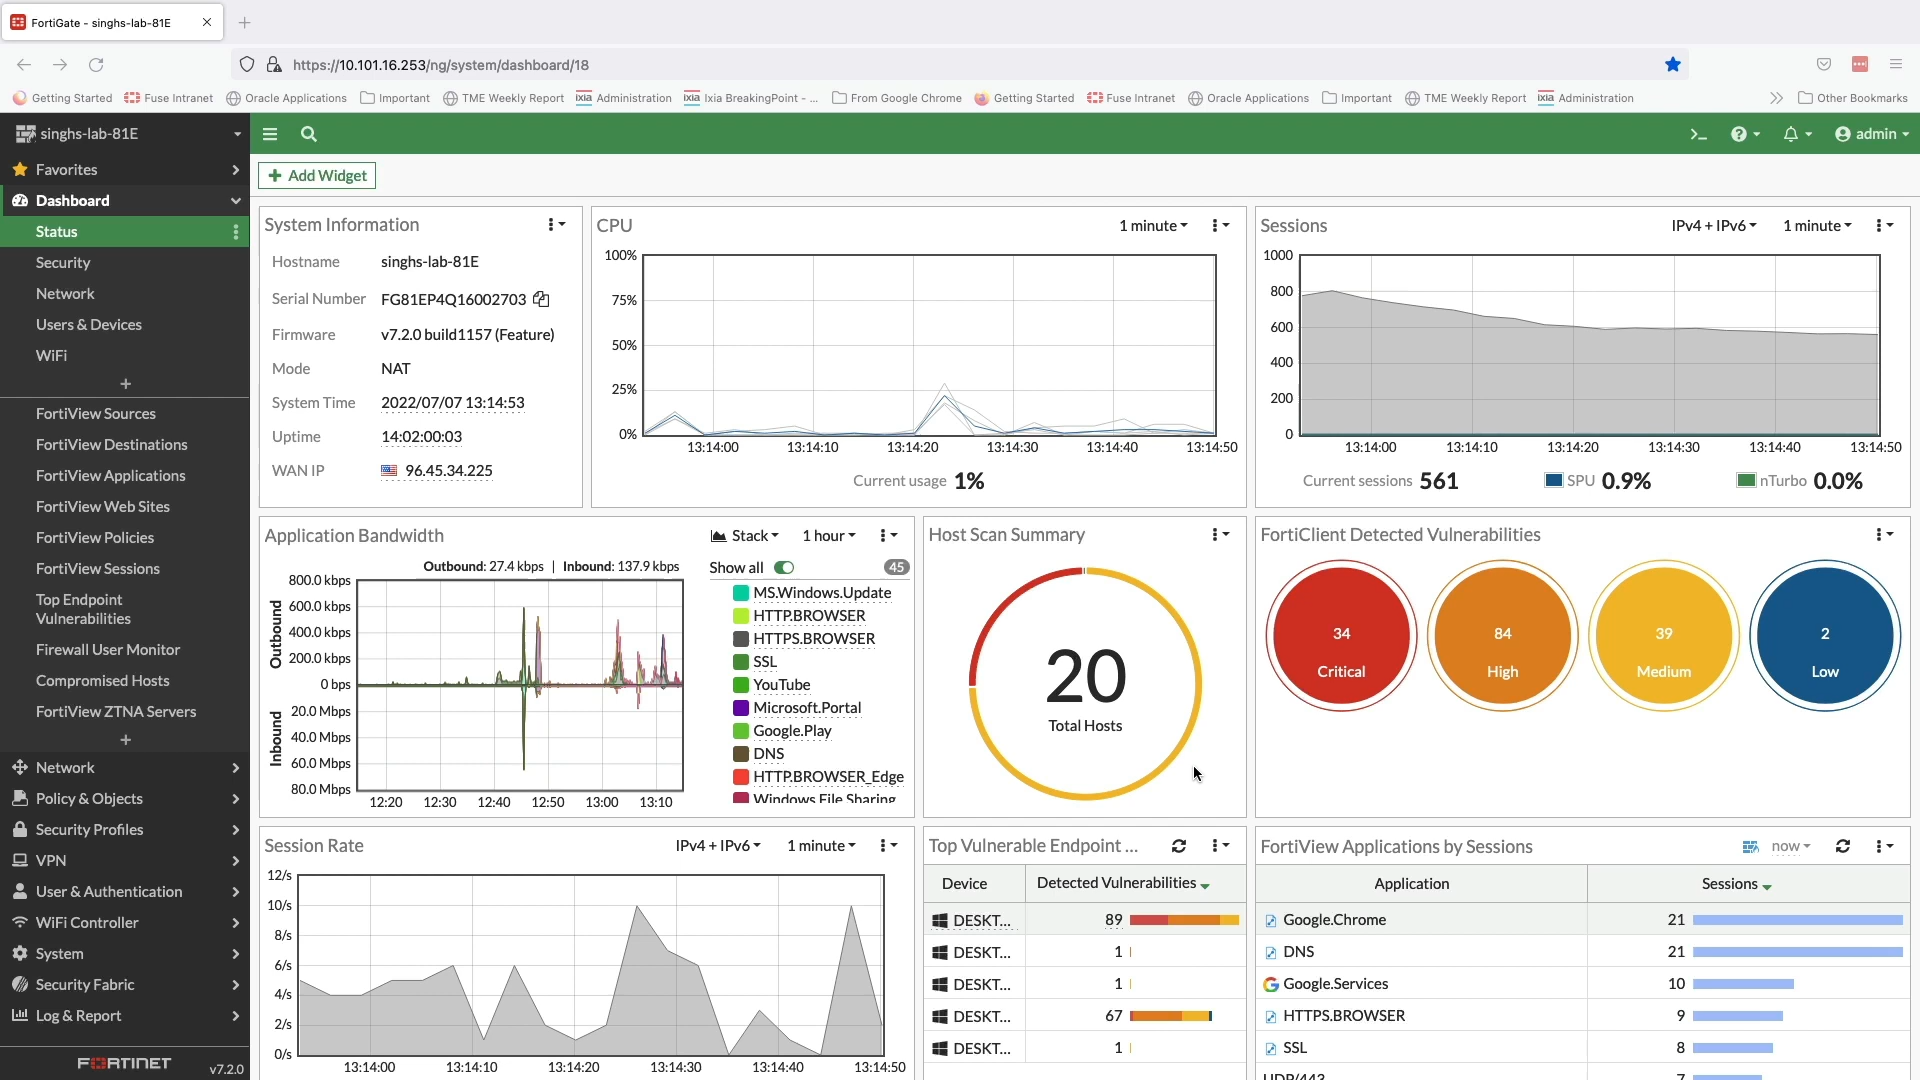 FortiGate - singhs-lab-81E
https://10.101.16.253/ng/system/dashboard/18
Getting Started Fuse Intranet Oracle Applications Important TME Weekly Report Administration Ixia BreakingPoint - ... From Google Chrome Getting Started Fuse Intranet Oracle Applications Important TME Weekly Report Administration Other Bookmarks
singhs-lab-81E
admin
Favorites
Dashboard
Status
Security
Network
Users & Devices
WiFi
FortiView Sources
FortiView Destinations
FortiView Applications
FortiView Web Sites
FortiView Policies
FortiView Sessions
Top Endpoint
Vulnerabilities
Firewall User Monitor
Compromised Hosts
FortiView ZTNA Servers
Network
Policy & Objects
Security Profiles
VPN
User & Authentication
WiFi Controller
System
Security Fabric
Log & Report
FORTINET v7.2.0
+ Add Widget
System Information
Hostname singhs-lab-81E
Serial Number FG81EP4Q16002703
Firmware v7.2.0 build1157 (Feature)
Mode NAT
System Time 2022/07/07 13:14:53
Uptime 14:02:00:03
WAN IP 96.45.34.225
CPU 1 minute
100%
75%
50%
25%
0%
13:14:00 13:14:10 13:14:20 13:14:30 13:14:40 13:14:50
Current usage 1%
Sessions IPv4 + IPv6 1 minute
1000
800
600
400
200
0
13:14:00 13:14:10 13:14:20 13:14:30 13:14:40 13:14:50
Current sessions 561 SPU 0.9% nTurbo 0.0%
Application Bandwidth Stack 1 hour
Outbound: 27.4 kbps | Inbound: 137.9 kbps
Outbound
Inbound
800.0 kbps
600.0 kbps
400.0 kbps
200.0 kbps
0 bps
20.0 Mbps
40.0 Mbps
60.0 Mbps
80.0 Mbps
12:20 12:30 12:40 12:50 13:00 13:10
Show all 45
MS.Windows.Update
HTTP.BROWSER
HTTPS.BROWSER
SSL
YouTube
Microsoft.Portal
Google.Play
DNS
HTTP.BROWSER_Edge
Windows.File.Sharing
Host Scan Summary
20
Total Hosts
FortiClient Detected Vulnerabilities
34 84 39 2
Critical High Medium Low
Session Rate IPv4 + IPv6 1 minute
12/s
10/s
8/s
6/s
4/s
2/s
0/s
13:14:00 13:14:10 13:14:20 13:14:30 13:14:40 13:14:50
Top Vulnerable Endpoint ...
Device Detected Vulnerabilities
DESKT... 89
DESKT... 1
DESKT... 1
DESKT... 67
DESKT... 1
FortiView Applications by Sessions now
Application Sessions
Google.Chrome 21
DNS 21
Google.Services 10
HTTPS.BROWSER 9
SSL 8
UDP/443 7